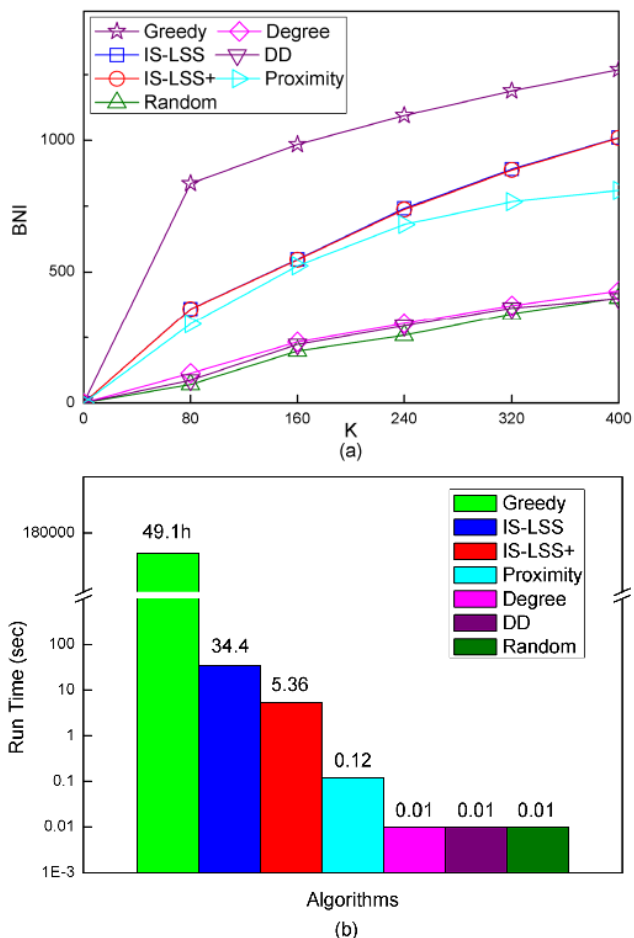 Greedy Degree
IS-LSS DD
IS-LSS+ Proximity
Random
1000
500
0
BNI
0 80 160 240 320 400
K
(a)
180000
100
10
1
0.1
0.01
1E-3
Run Time (sec)
49.1h
34.4
5.36
0.12
0.01 0.01 0.01
Greedy
IS-LSS
IS-LSS+
Proximity
Degree
DD
Random
Algorithms
(b)